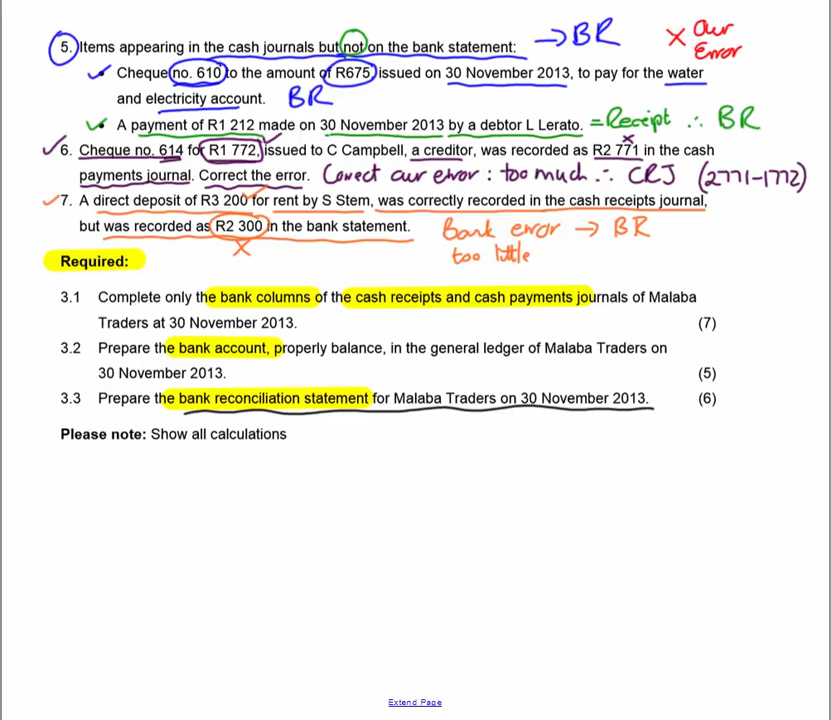 5. Items appearing in the cash journals but not on the bank statement: → BR × Our
Error
Cheque no. 610 to the amount of R675 issued on 30 November 2013, to pay for the water
and electricity account. BR
A payment of R1 212 made on 30 November 2013 by a debtor L Lerato. = Receipt ∴ BR
6. Cheque no. 614 for R1 772, issued to C Campbell, a creditor, was recorded as R2 771 in the cash
payments journal. Correct the error. Correct our error: too much ∴ CRJ (2771-1772)
7. A direct deposit of R3 200 for rent by S Stem, was correctly recorded in the cash receipts journal,
but was recorded as R2 300 in the bank statement. Bank error → BR
too little
Required:
3.1 Complete only the bank columns of the cash receipts and cash payments journals of Malaba
Traders at 30 November 2013. (7)
3.2 Prepare the bank account, properly balance, in the general ledger of Malaba Traders on
30 November 2013. (5)
3.3 Prepare the bank reconciliation statement for Malaba Traders on 30 November 2013. (6)
Please note: Show all calculations
Extend Page